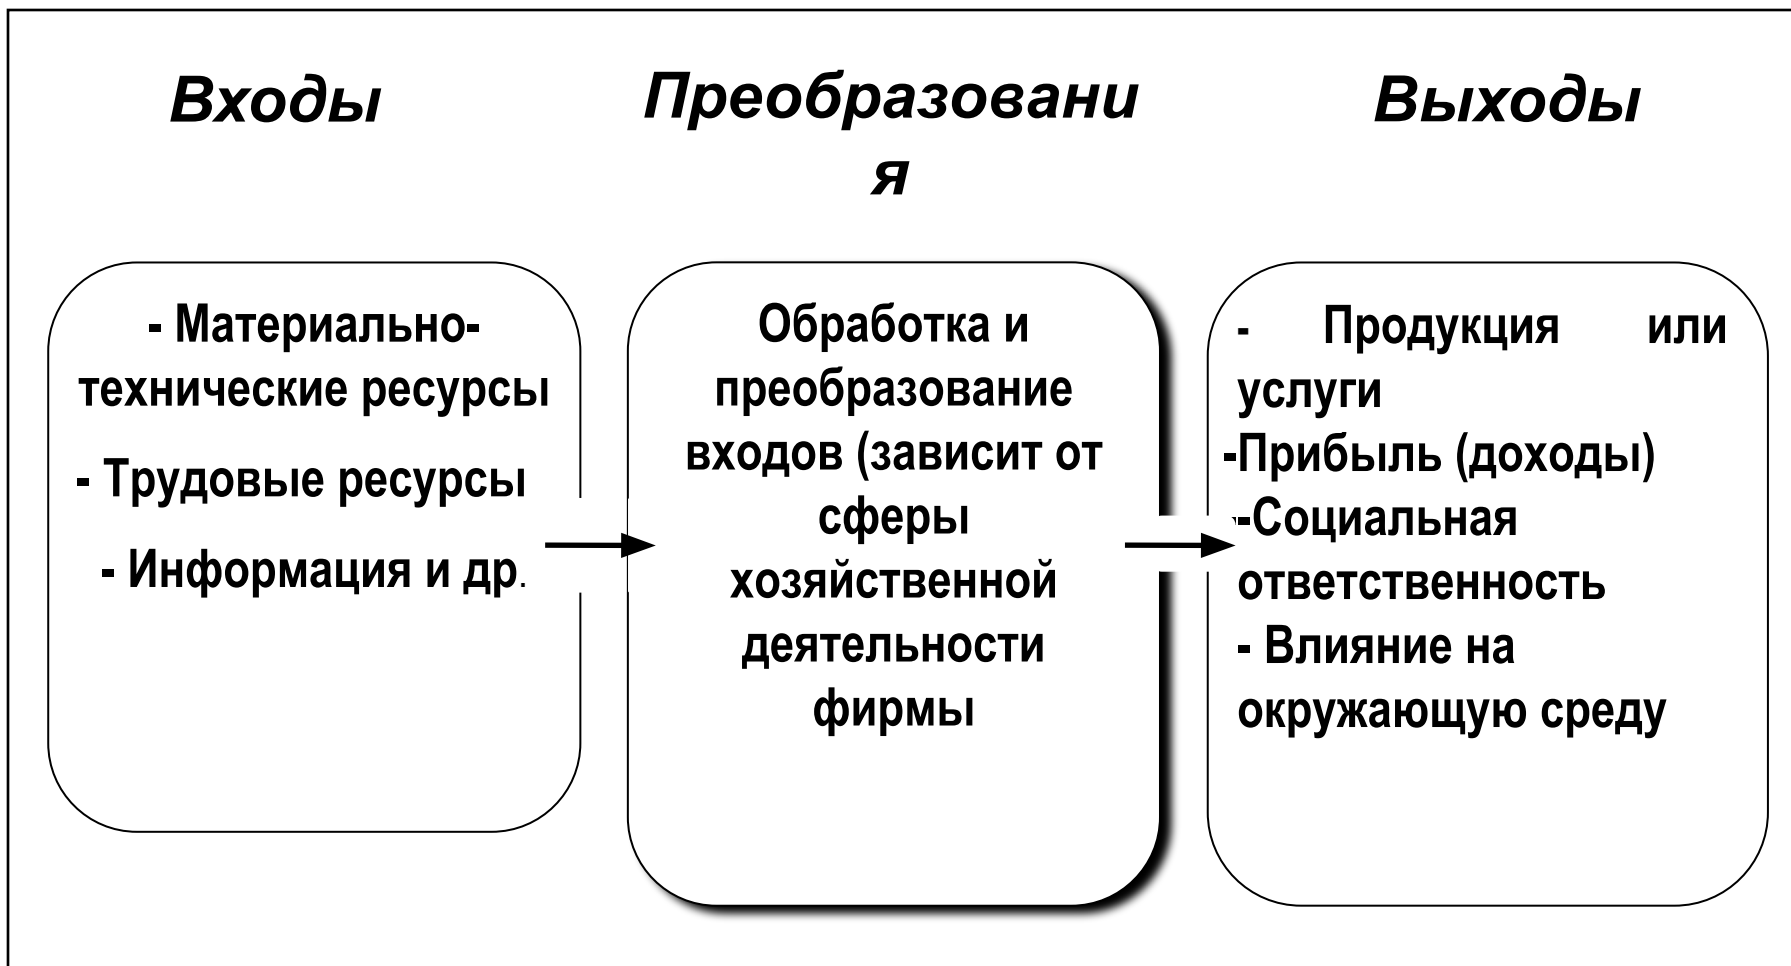 Входы
Преобразовани
я
Выходы
- Материально-
технические ресурсы
- Трудовые ресурсы
- Информация и др.
Обработка и
преобразование
входов (зависит от
сферы
хозяйственной
деятельности
фирмы
- Продукция или
услуги
-Прибыль (доходы)
-Социальная
ответственность
- Влияние на
окружающую среду